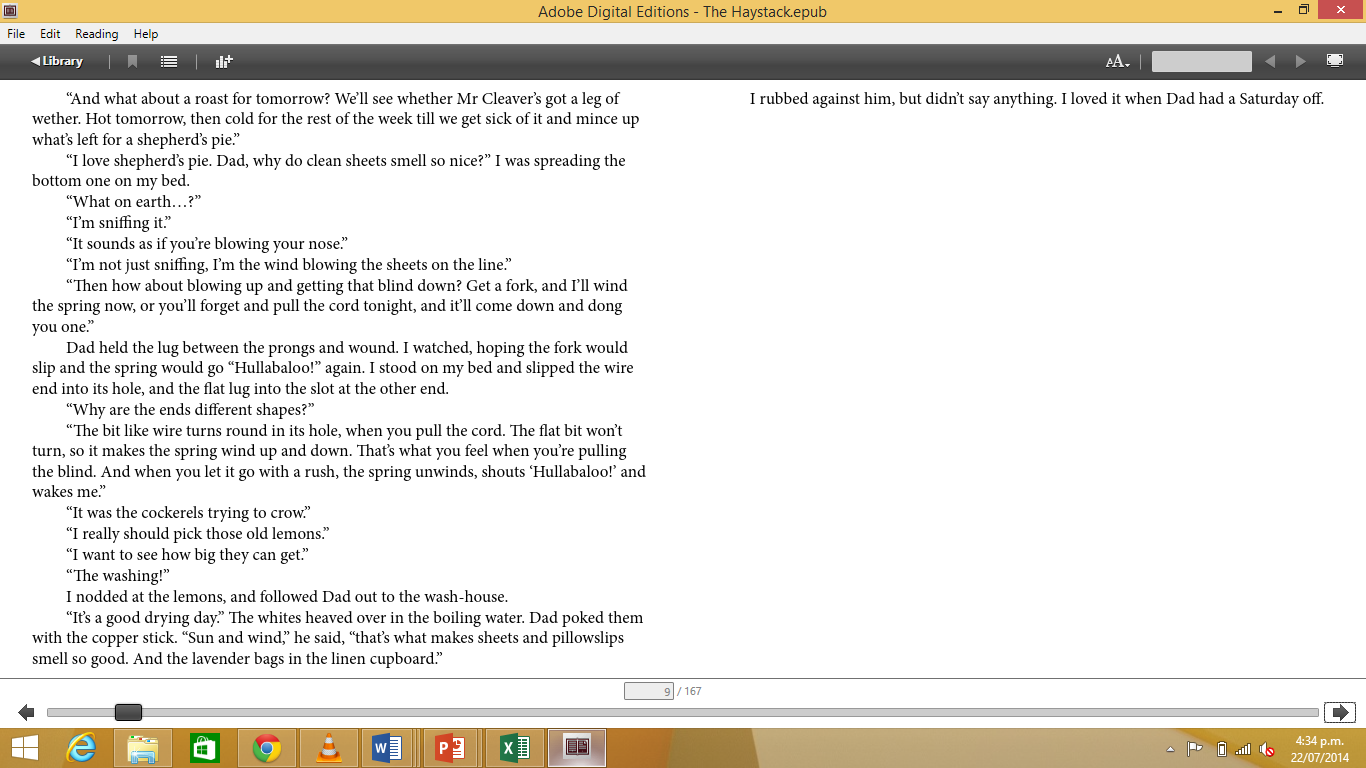 Adobe Digital Editions - The Haystack.epub
File Edit Reading Help
Library
AA
“And what about a roast for tomorrow? We’ll see whether Mr Cleaver’s got a leg of
wether. Hot tomorrow, then cold for the rest of the week till we get sick of it and mince up
what’s left for a shepherd’s pie.”
“I love shepherd’s pie. Dad, why do clean sheets smell so nice?” I was spreading the
bottom one on my bed.
“What on earth…?”
“I’m sniffing it.”
“It sounds as if you’re blowing your nose.”
“I’m not just sniffing, I’m the wind blowing the sheets on the line.”
“Then how about blowing up and getting that blind down? Get a fork, and I’ll wind
the spring now, or you’ll forget and pull the cord tonight, and it’ll come down and dong
you one.”
Dad held the lug between the prongs and wound. I watched, hoping the fork would
slip and the spring would go “Hullabaloo!” again. I stood on my bed and slipped the wire
end into its hole, and the flat lug into the slot at the other end.
“Why are the ends different shapes?”
“The bit like wire turns round in its hole, when you pull the cord. The flat bit won’t
turn, so it makes the spring wind up and down. That’s what you feel when you’re pulling
the blind. And when you let it go with a rush, the spring unwinds, shouts ‘Hullabaloo!’ and
wakes me.”
“It was the cockerels trying to crow.”
“I really should pick those old lemons.”
“I want to see how big they can get.”
“The washing!”
I nodded at the lemons, and followed Dad out to the wash-house.
“It’s a good drying day.” The whites heaved over in the boiling water. Dad poked them
with the copper stick. “Sun and wind,” he said, “that’s what makes sheets and pillowslips
smell so good. And the lavender bags in the linen cupboard.”
I rubbed against him, but didn’t say anything. I loved it when Dad had a Saturday off.
9 / 167
4:34 p.m.
22/07/2014